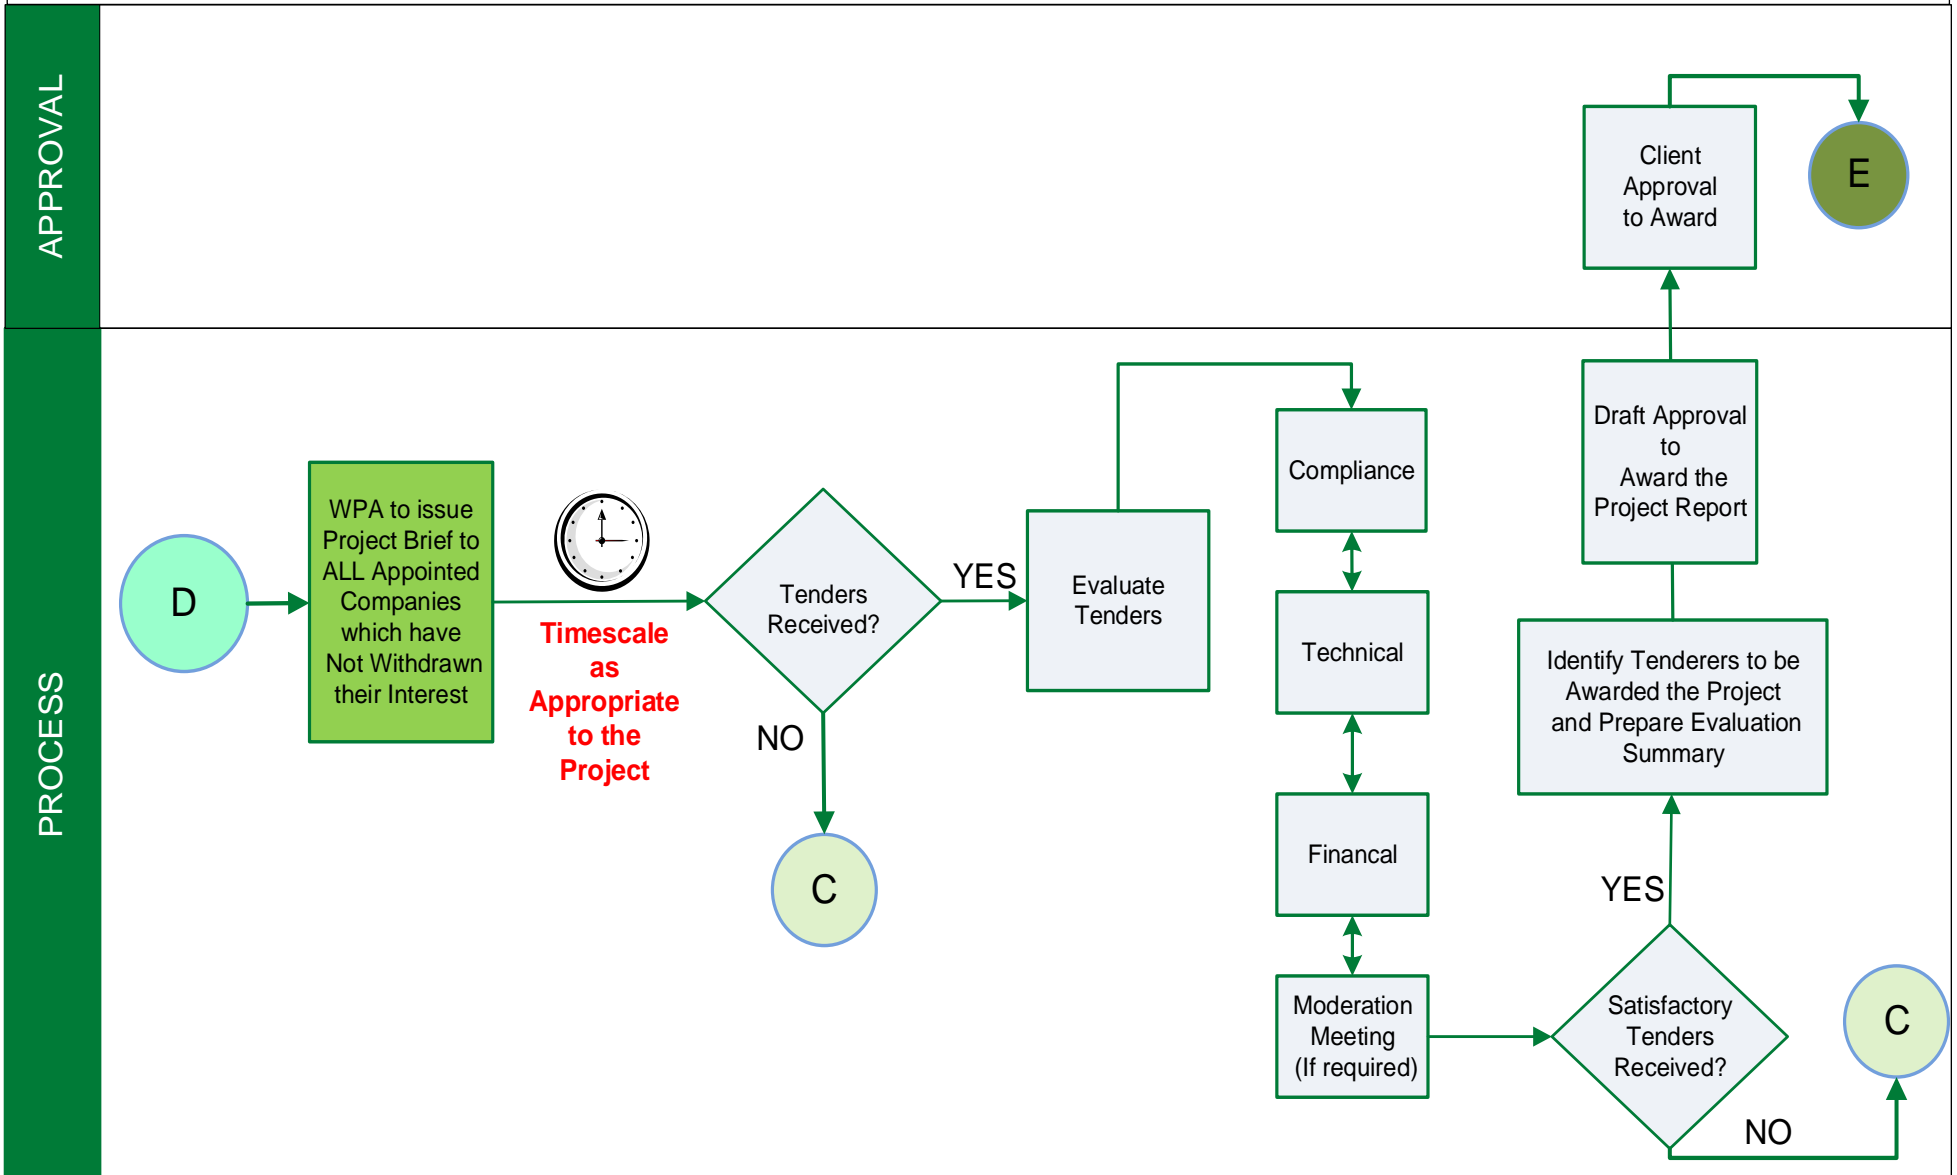 APPROVAL
Client
Approval
to Award
E
PROCESS
D
WPA to issue
Project Brief to
ALL Appointed
Companies
which have
Not Withdrawn
their Interest
Timescale
as
Appropriate
to the
Project
Tenders
Received?
YES
NO
C
Evaluate
Tenders
Compliance
Technical
Financal
Moderation
Meeting
(If required)
Satisfactory
Tenders
Received?
YES
NO
C
Identify Tenderers to be
Awarded the Project
and Prepare Evaluation
Summary
Draft Approval
to
Award the
Project Report